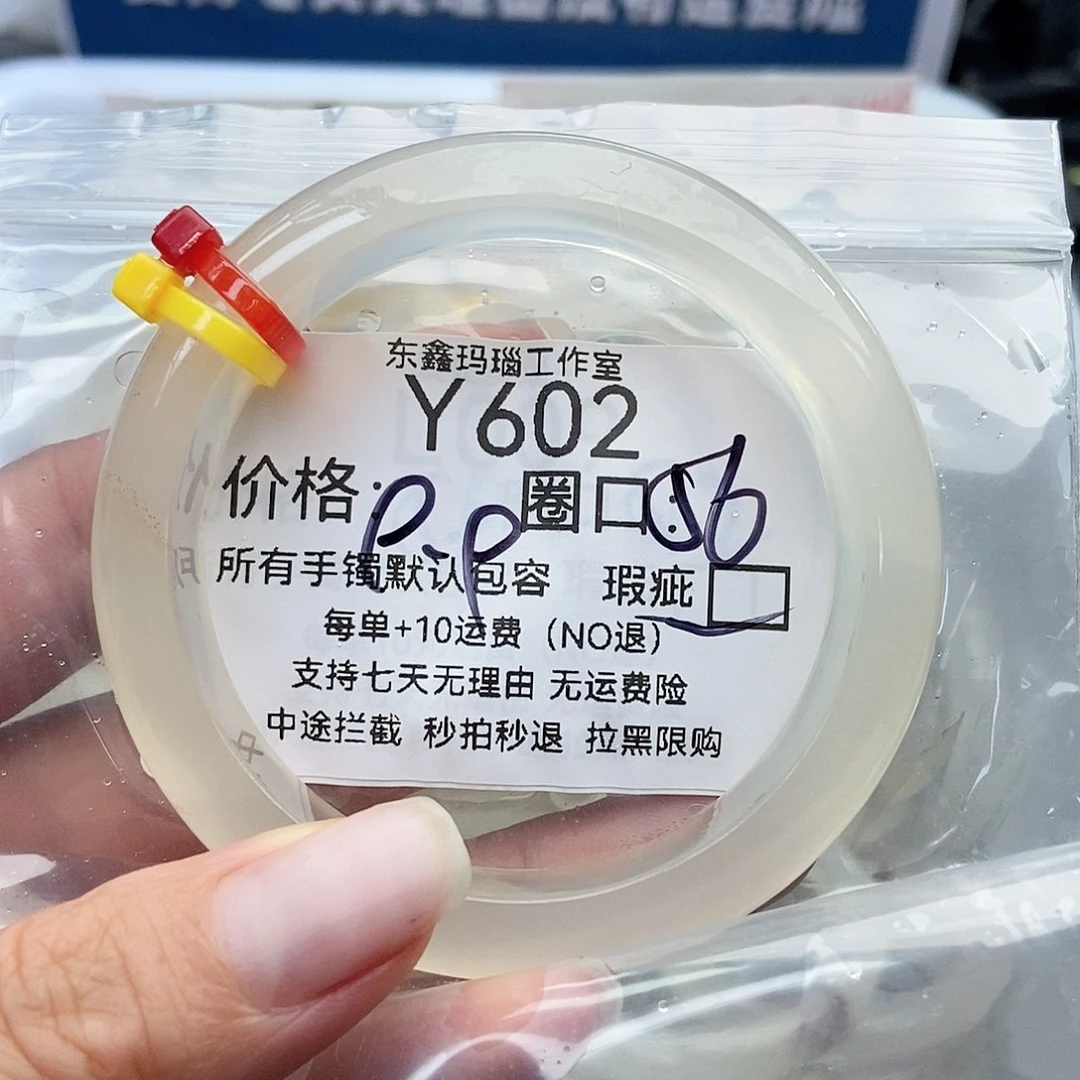 东鑫玛瑙工作室
Y602
价格: P.P 圈口: 56
所有手镯默认包容 瑕疵
每单+10运费（NO退）
支持七天无理由 无运费险
中途拦截 秒拍秒退 拉黑限购